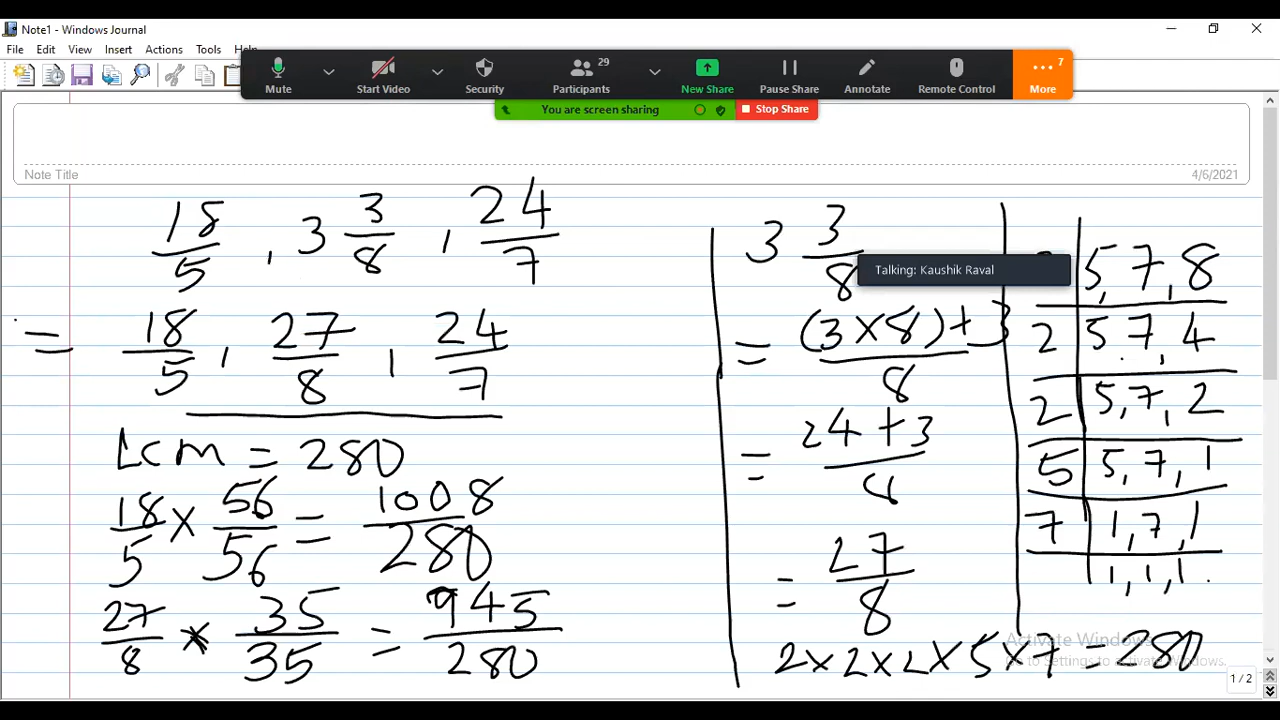 Note1 - Windows Journal
File Edit View Insert Actions Tools Help
Mute Start Video Security 29 Participants New Share Pause Share Annotate Remote Control 7 More
You are screen sharing Stop Share
Note Title 4/6/2021
18/5 , 3 3/8 , 24/7
= 18/5 , 27/8 , 24/7
LCM = 280
18/5 × 56/56 = 1008/280
27/8 × 35/35 = 945/280
3 3/8
Talking: Kaushik Raval
= (3×8)+3/8
= 24+3/8
= 27/8
5,7,8
2 5 7,4
2 5,7,2
5 5,7,1
7 1,7,1
1,1,1.
2×2×2×5×7 = 280
Activate Windows
Go to Settings to activate Windows.
1/2